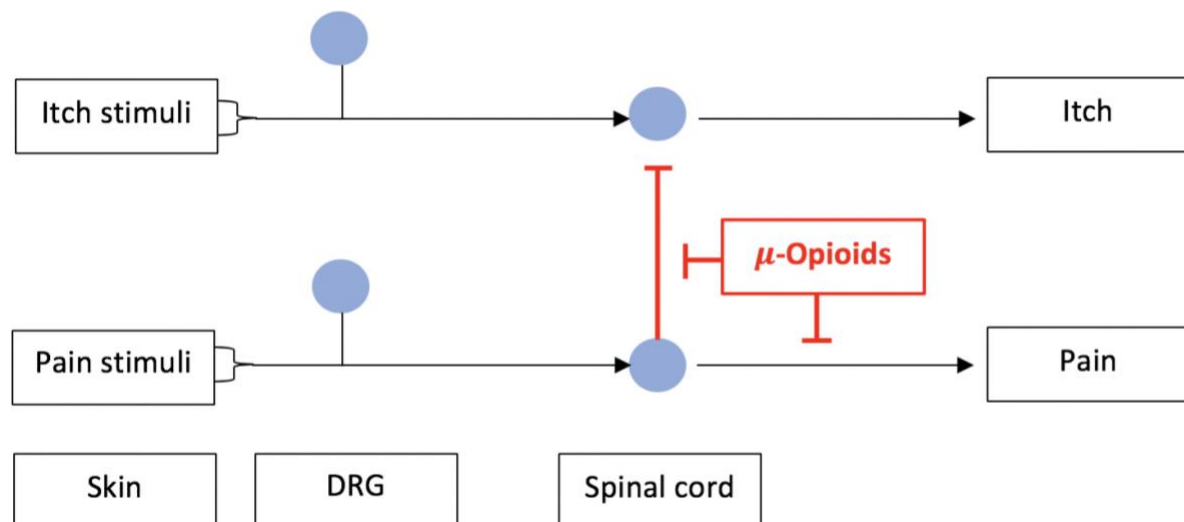 Itch stimuli
Itch
μ-Opioids
Pain stimuli
Pain
Skin
DRG
Spinal cord